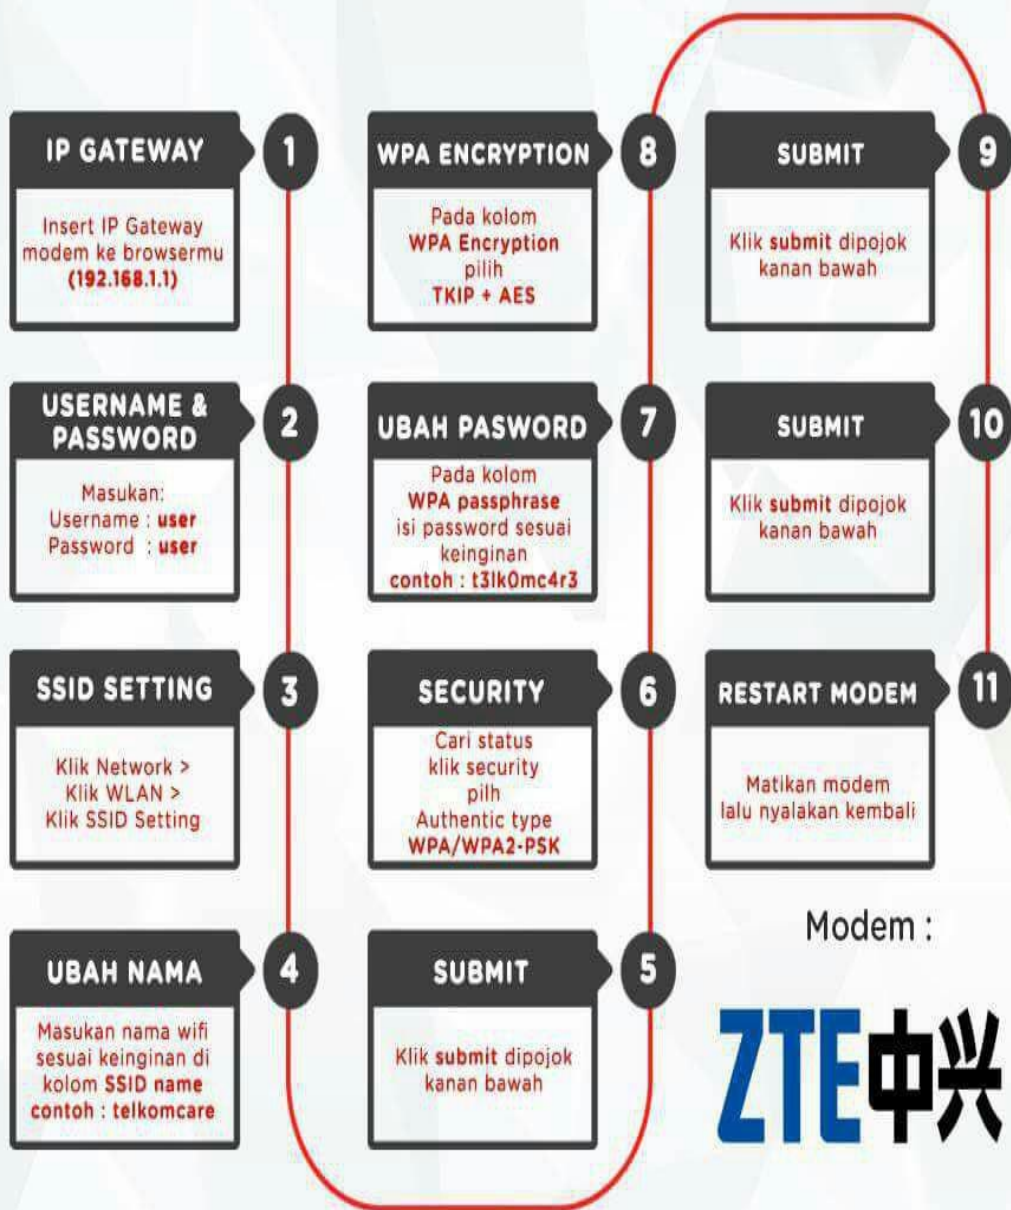 IP GATEWAY
1
Insert IP Gateway
modem ke browsermu
(192.168.1.1)
USERNAME &
PASSWORD
2
Masukan:
Username : user
Password : user
SSID SETTING
3
Klik Network >
Klik WLAN >
Klik SSID Setting
UBAH NAMA
4
Masukan nama wifi
sesuai keinginan di
kolom SSID name
contoh : telkomcare
SUBMIT
5
Klik submit dipojok
kanan bawah
SECURITY
6
Cari status
klik security
pilh
Authentic type
WPA/WPA2-PSK
UBAH PASWORD
7
Pada kolom
WPA passphrase
isi password sesuai
keinginan
contoh : t3lk0mc4r3
WPA ENCRYPTION
8
Pada kolom
WPA Encryption
pilih
TKIP + AES
SUBMIT
9
Klik submit dipojok
kanan bawah
SUBMIT
10
Klik submit dipojok
kanan bawah
RESTART MODEM
11
Matikan modem
lalu nyalakan kembali
Modem :
ZTE中兴